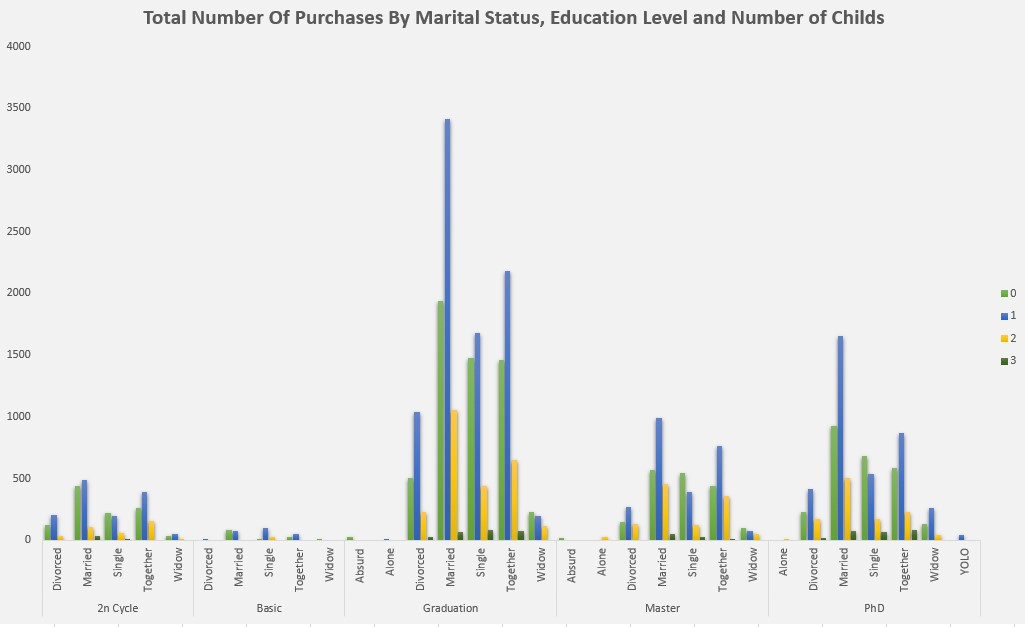 Total Number Of Purchases By Marital Status, Education Level and Number of Childs
4000
3500
3000
2500
2000
1500
1000
500
0
0
1
2
3
Divorced
Married
Single
Together
Widow
Divorced
Married
Single
Together
Widow
Absurd
Alone
Divorced
Married
Single
Together
Widow
Absurd
Alone
Divorced
Married
Single
Together
Widow
Alone
Divorced
Married
Single
Together
Widow
YOLO
2n Cycle
Basic
Graduation
Master
PhD